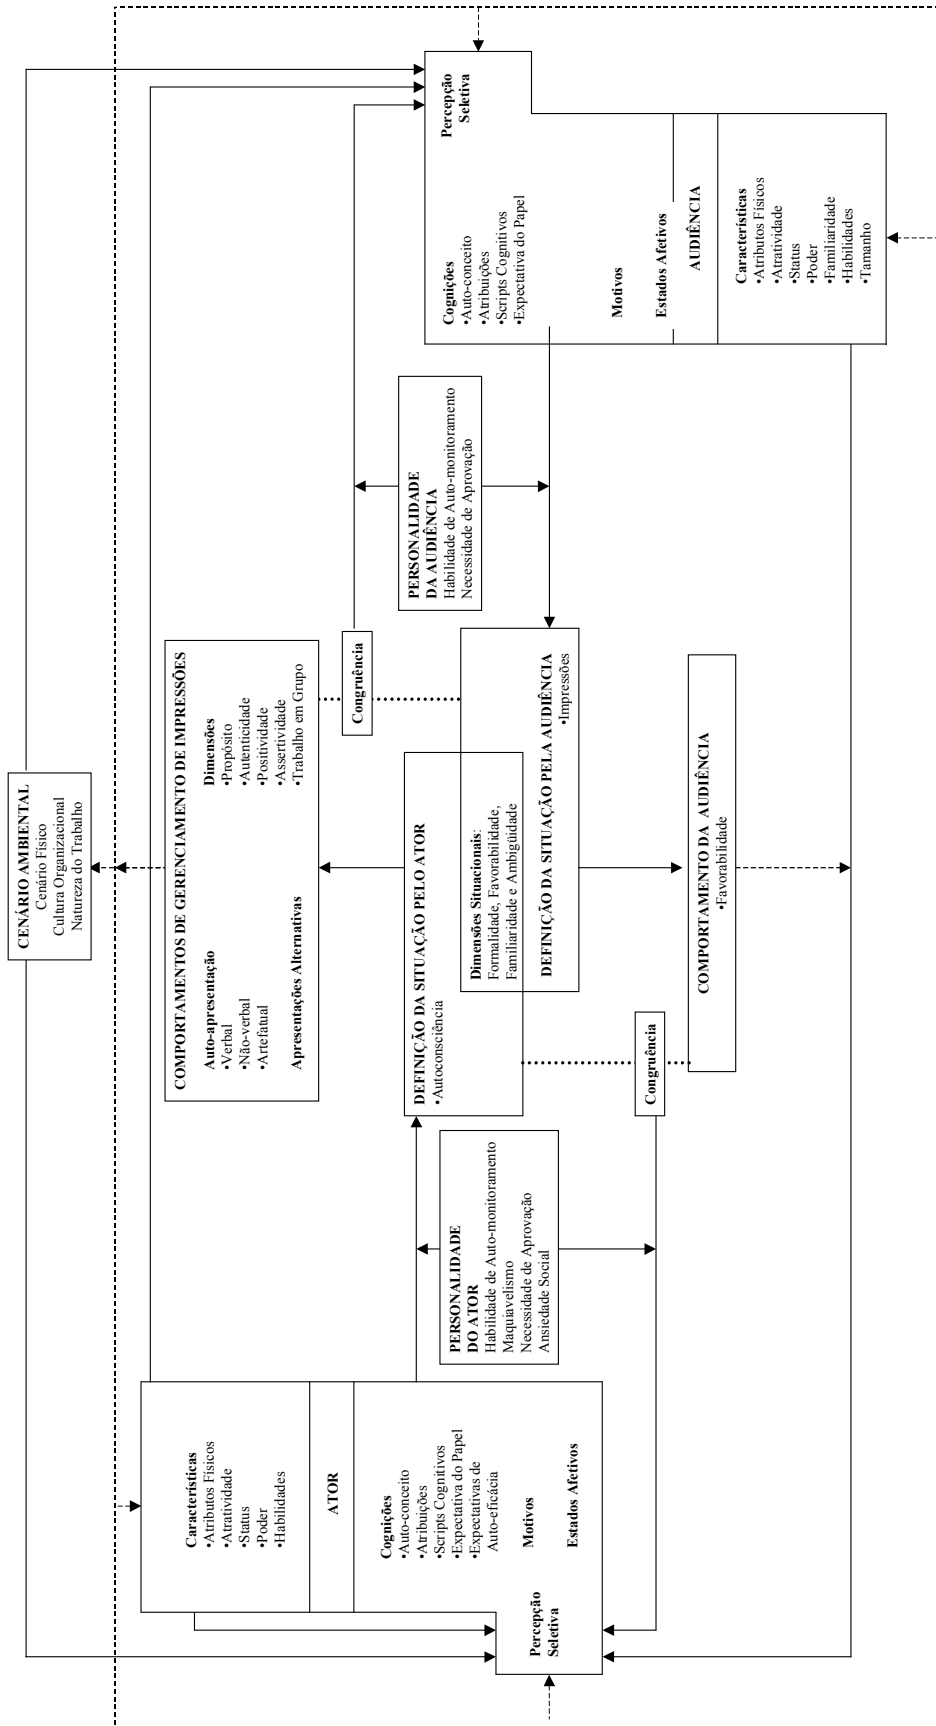 CENÁRIO AMBIENTAL
Cenário Físico
Cultura Organizacional
Natureza do Trabalho
Características
•Atributos Físicos
•Atratividade
•Status
•Poder
•Habilidades
ATOR
Cognições
•Auto-conceito
•Atribuições
•Scripts Cognitivos
•Expectativa do Papel
•Expectativas de
Auto-eficácia
Motivos
Estados Afetivos
Percepção
Seletiva
PERSONALIDADE
DO ATOR
Habilidade de Auto-monitoramento
Maquiavelismo
Necessidade de Aprovação
Ansiedade Social
COMPORTAMENTOS DE GERENCIAMENTO DE IMPRESSÕES
Auto-apresentação
•Verbal
•Não-verbal
•Artefatual
Apresentações Alternativas
Dimensões
•Propósito
•Autenticidade
•Positividade
•Assertividade
•Trabalho em Grupo
Congruência
DEFINIÇÃO DA SITUAÇÃO PELO ATOR
•Autoconsciência
Dimensões Situacionais:
Formalidade, Favorabilidade,
Familiaridade e Ambigüidade
DEFINIÇÃO DA SITUAÇÃO PELA AUDIÊNCIA
•Impressões
Congruência
COMPORTAMENTO DA AUDIÊNCIA
•Favorabilidade
PERSONALIDADE
DA AUDIÊNCIA
Habilidade de Auto-monitoramento
Necessidade de Aprovação
Percepção
Seletiva
Cognições
•Auto-conceito
•Atribuições
•Scripts Cognitivos
•Expectativa do Papel
Motivos
Estados Afetivos
AUDIÊNCIA
Características
•Atributos Físicos
•Atratividade
•Status
•Poder
•Familiaridade
•Habilidades
•Tamanho